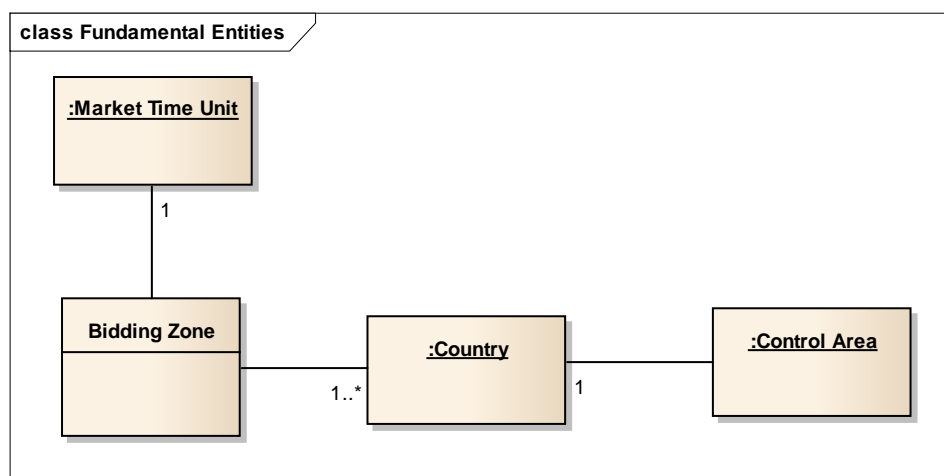 class Fundamental Entities
:Market Time Unit
1
Bidding Zone
1..*
:Country
1
:Control Area